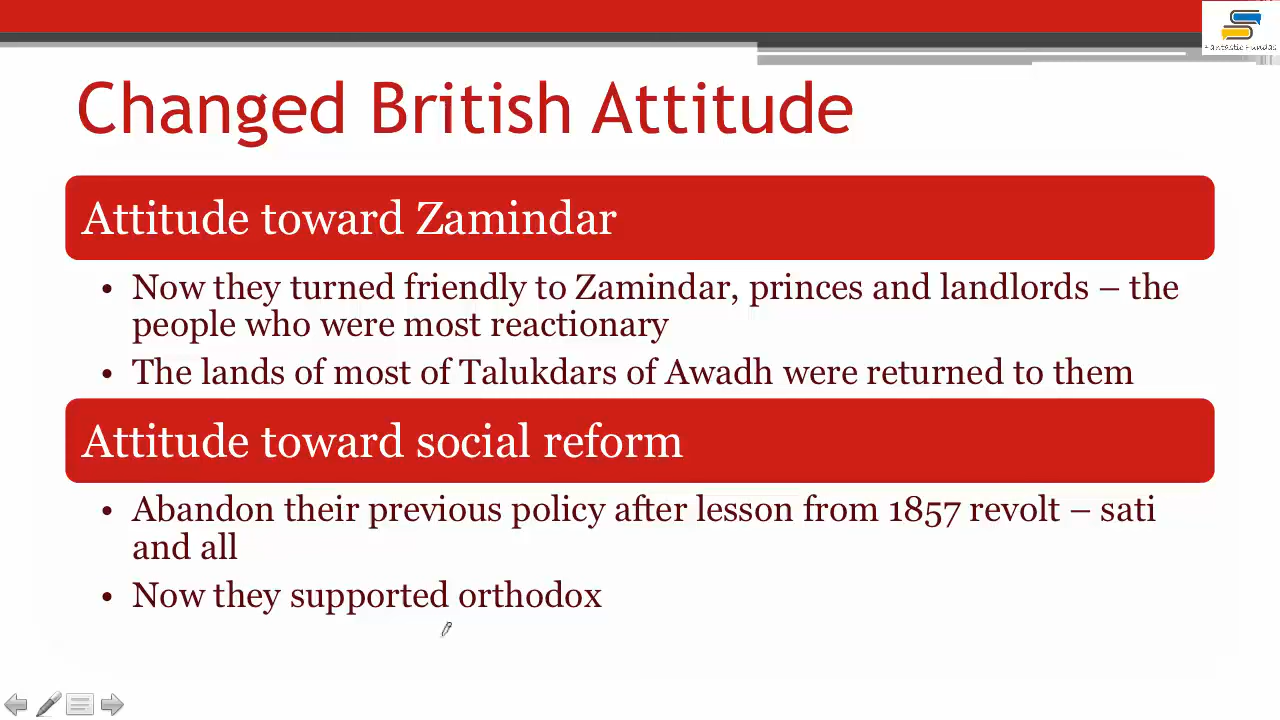 Fantastic Fundas
Changed British Attitude
Attitude toward Zamindar
• Now they turned friendly to Zamindar, princes and landlords – the
people who were most reactionary
• The lands of most of Talukdars of Awadh were returned to them
Attitude toward social reform
• Abandon their previous policy after lesson from 1857 revolt – sati
and all
• Now they supported orthodox